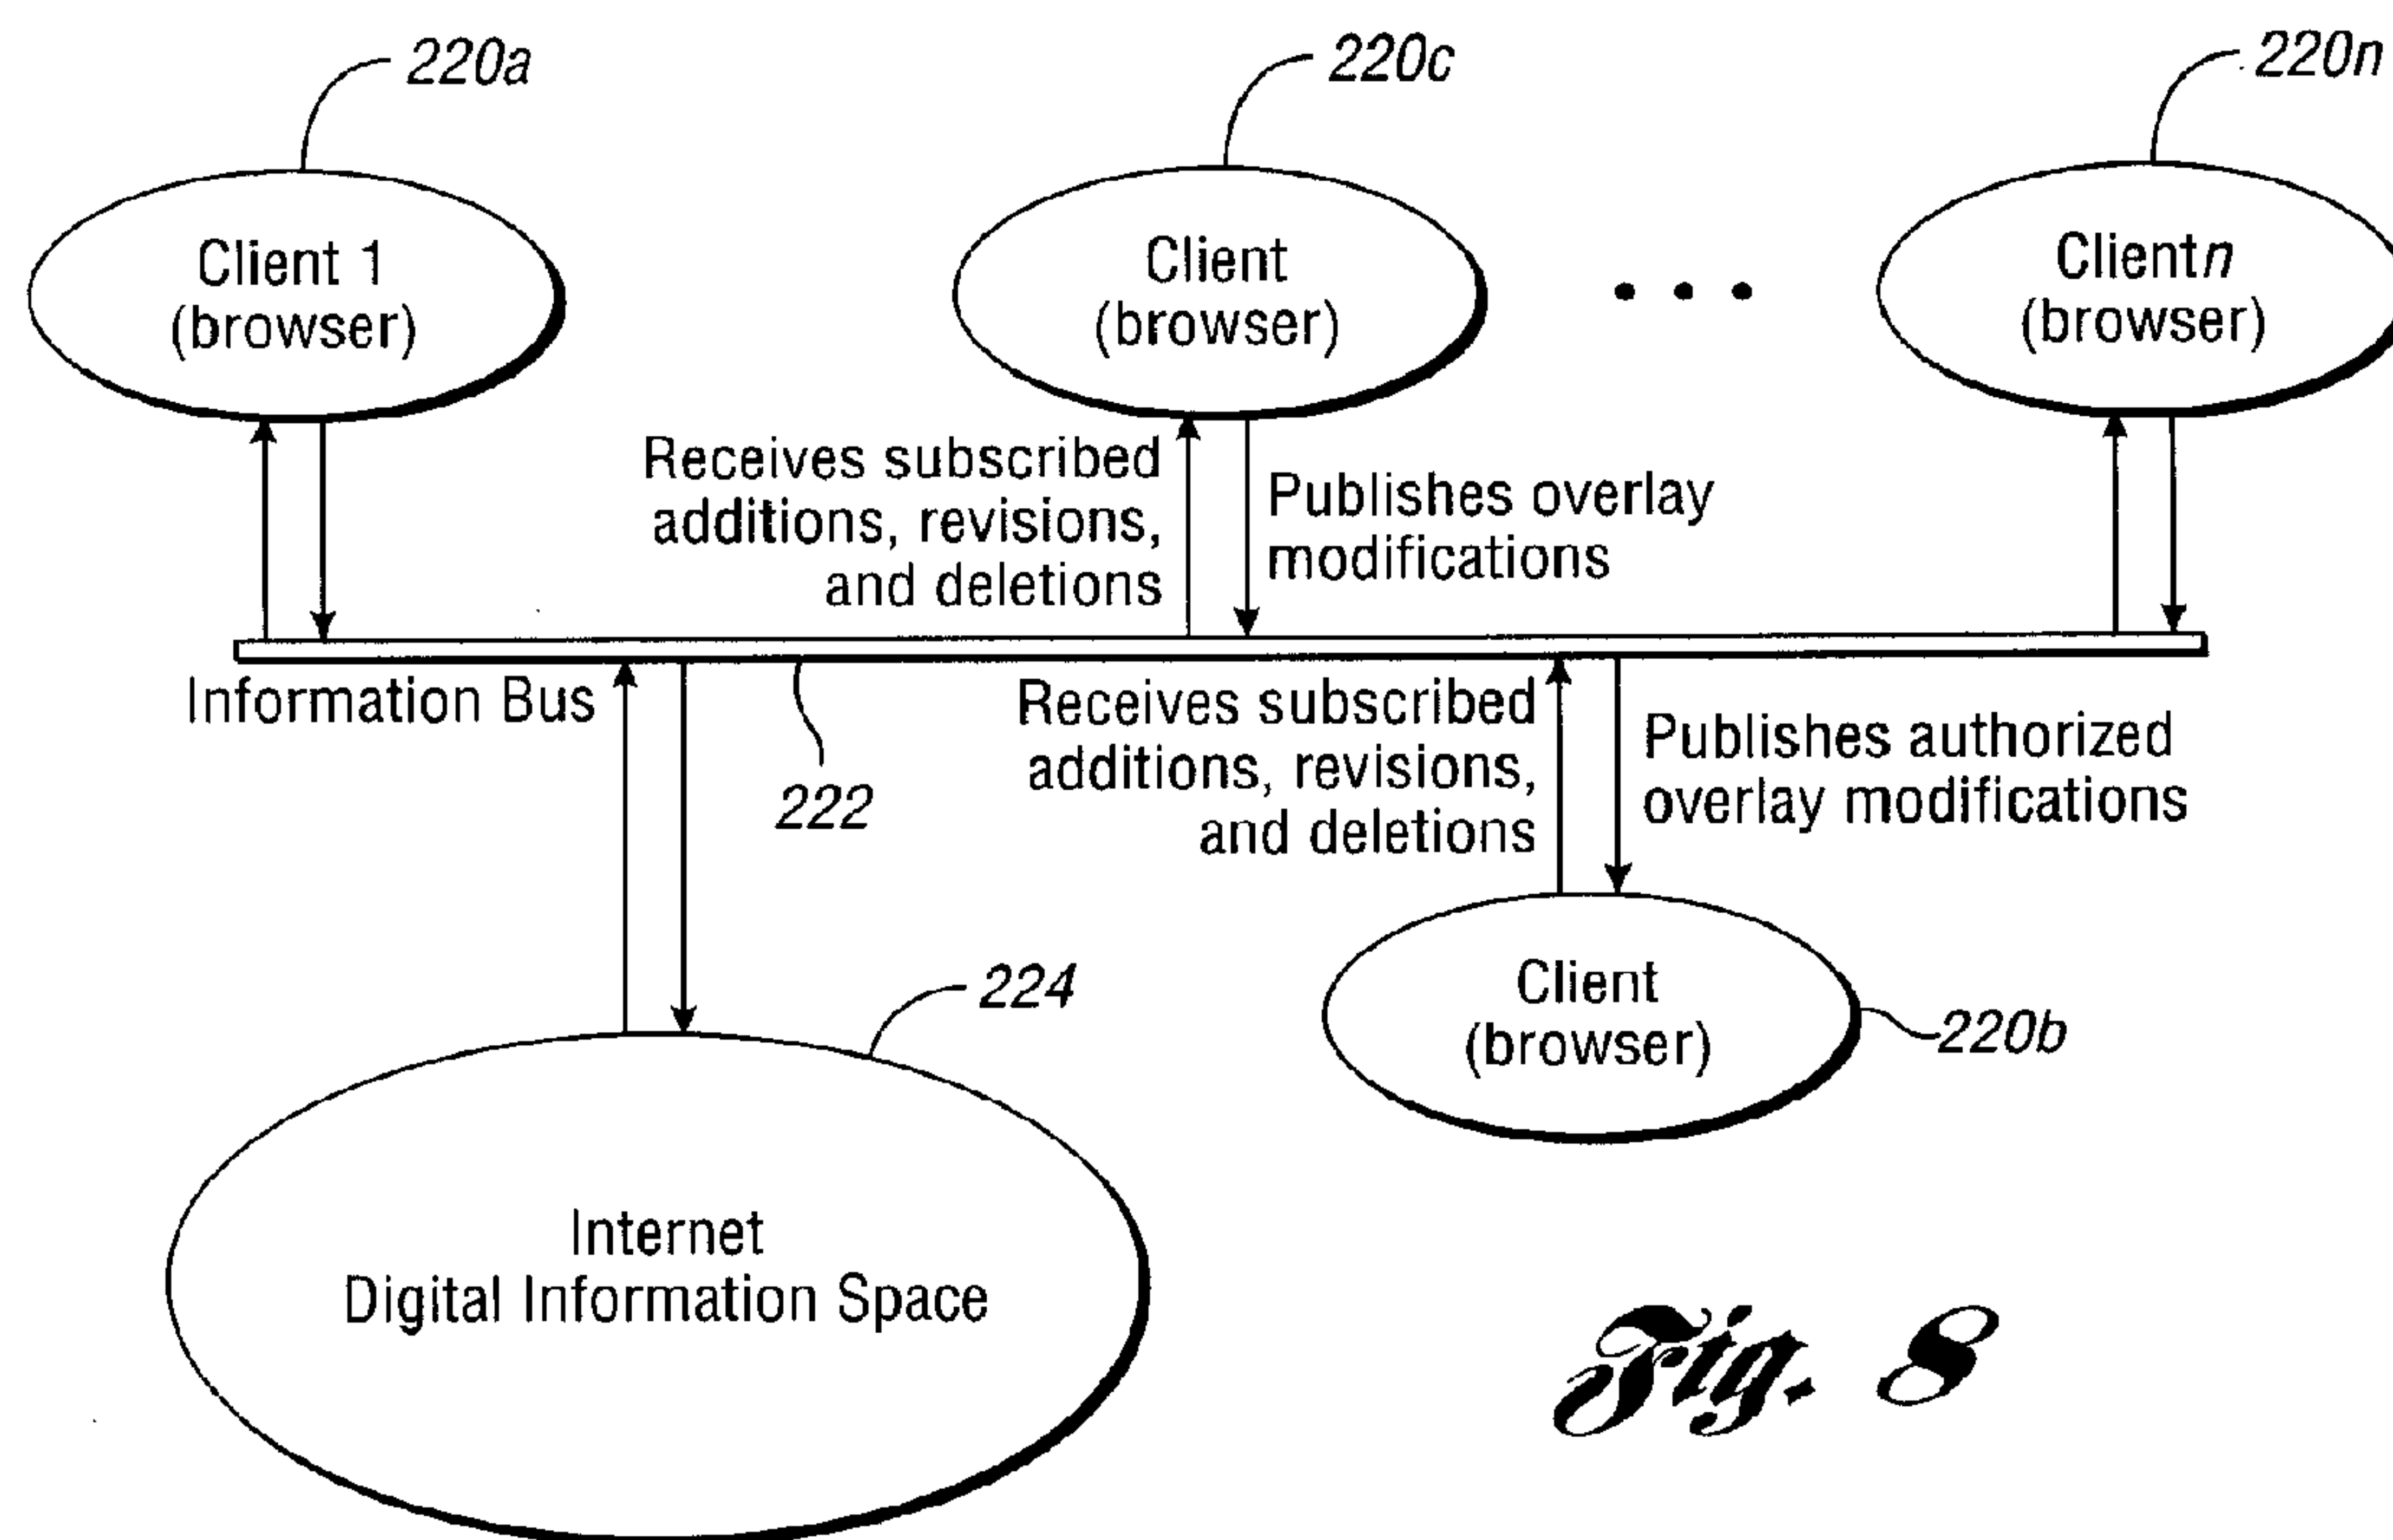 220a
220c
220n
Client 1
(browser)
Client
(browser)
Clientn
(browser)
Receives subscribed
additions, revisions,
and deletions
Publishes overlay
modifications
Information Bus
222
Receives subscribed
additions, revisions,
and deletions
Publishes authorized
overlay modifications
224
Client
(browser)
220b
Internet
Digital Information Space
Fig. 8